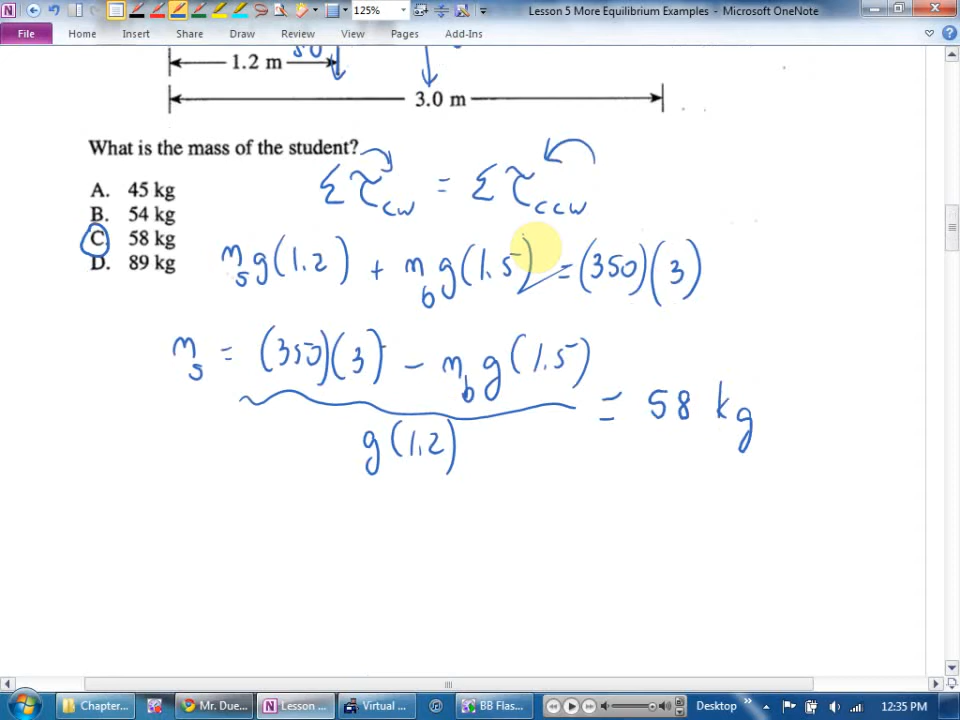 125%
Lesson 5 More Equilibrium Examples - Microsoft OneNote
File Home Insert Share Draw View Pages Add-Ins
1.2 m
3.0 m
What is the mass of the student?
Στcw = Στccw
A. 45 kg
B. 54 kg
C. 58 kg
D. 89 kg
msg(1.2) + mbg(1.5) = (350)(3)
ms = (350)(3) - mbg(1.5)
g(1.2)
= 58 kg
Chapter... Mr. Due... Lesson ... Virtual ... BB Flas... Desktop » 12:35 PM